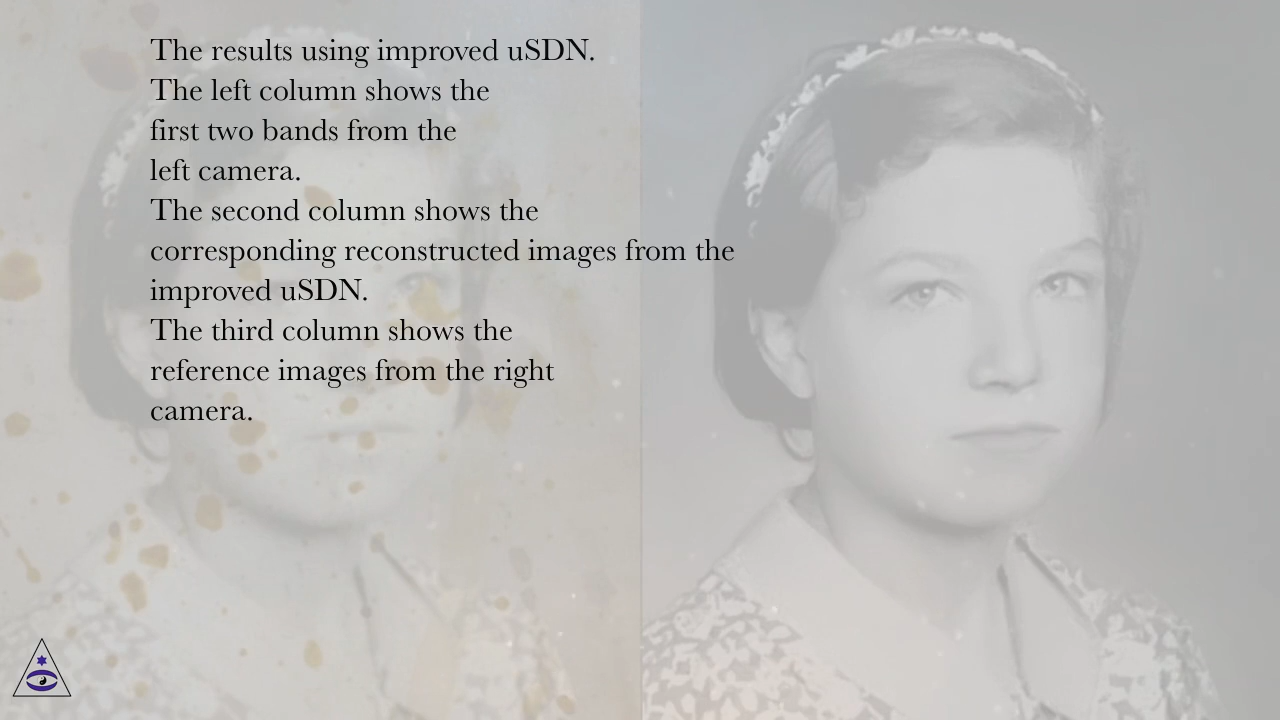 The results using improved uSDN.
The left column shows the
first two bands from the
left camera.
The second column shows the
corresponding reconstructed images from the
improved uSDN.
The third column shows the
reference images from the right
camera.